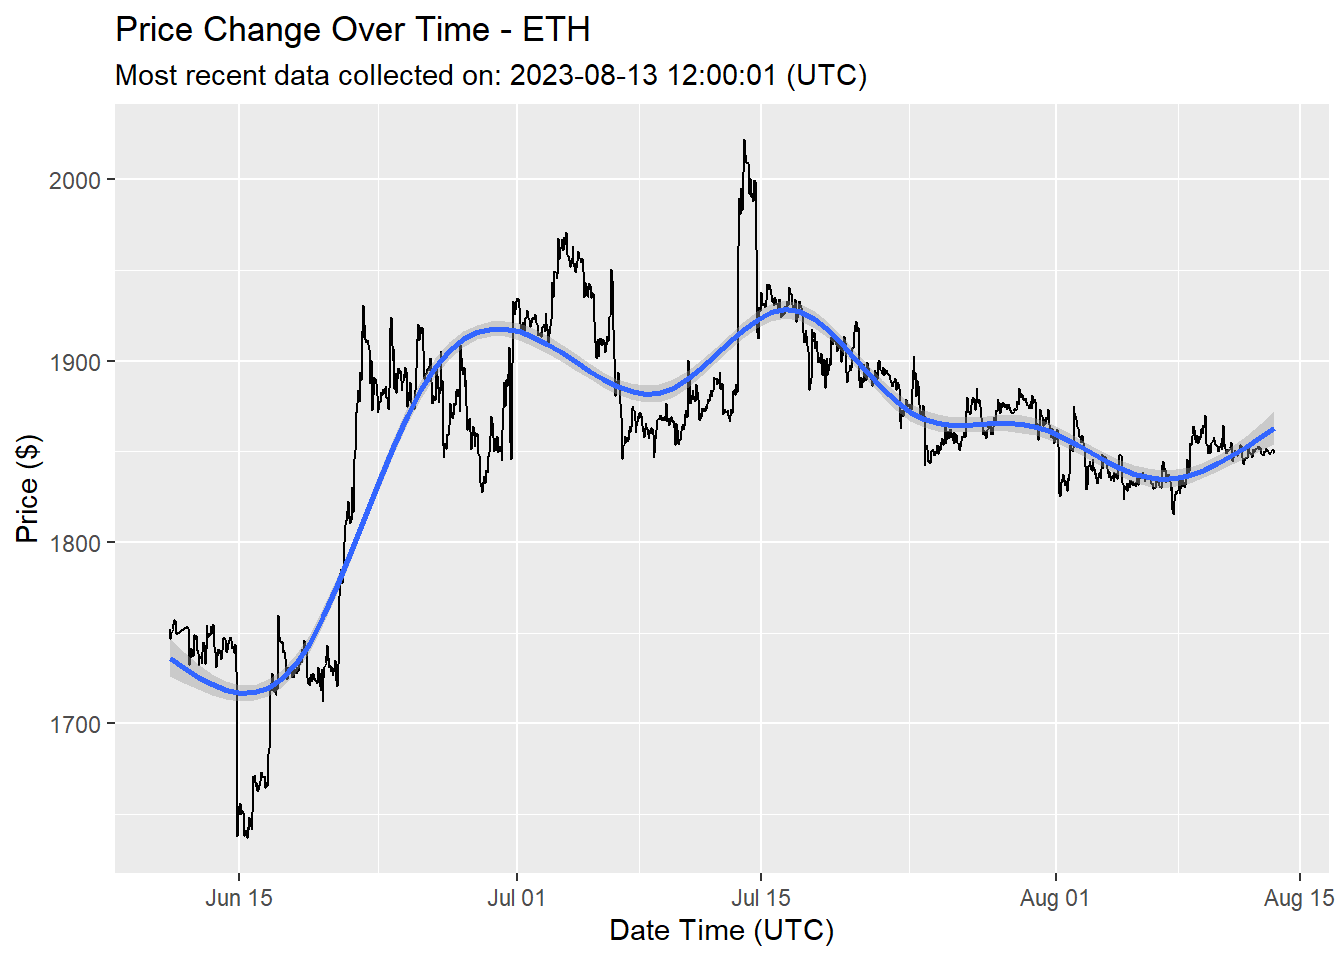 Price Change Over Time - ETH
Most recent data collected on: 2023-08-13 12:00:01 (UTC)
Price ($)
2000
1900
1800
1700
Jun 15
Jul 01
Jul 15
Aug 01
Aug 15
Date Time (UTC)